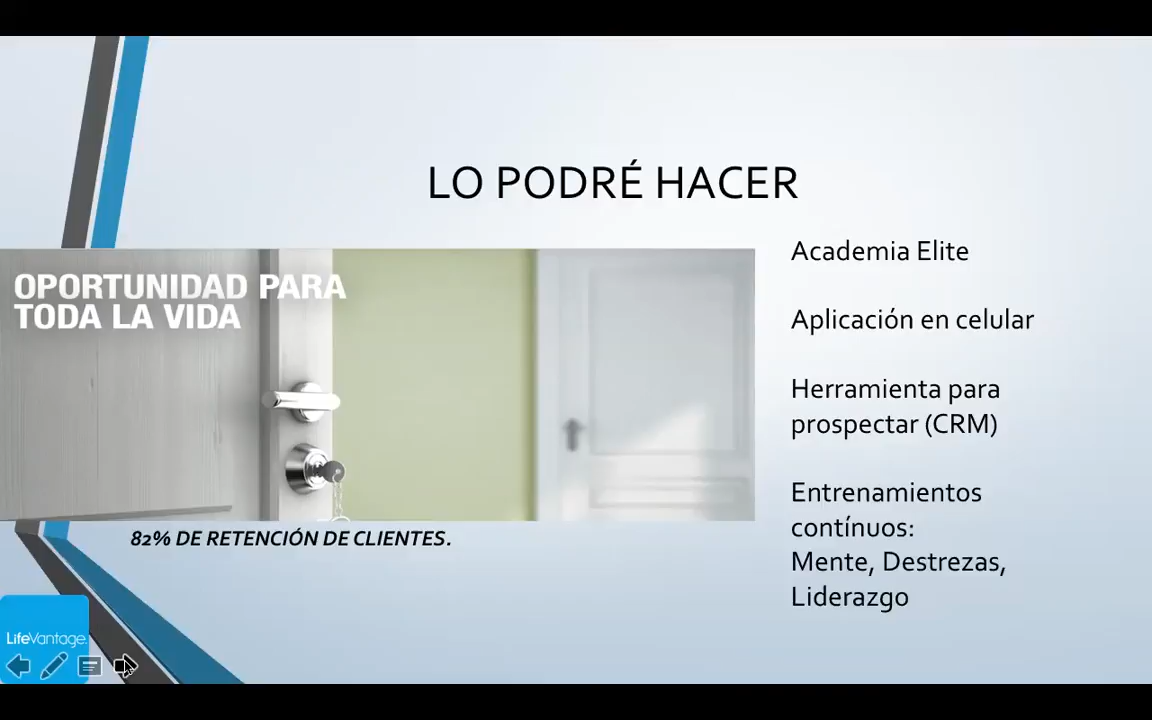 LO PODRÉ HACER
OPORTUNIDAD PARA
TODA LA VIDA
82% DE RETENCIÓN DE CLIENTES.
Academia Elite
Aplicación en celular
Herramienta para
prospectar (CRM)
Entrenamientos
contínuos:
Mente, Destrezas,
Liderazgo
LifeVantage.